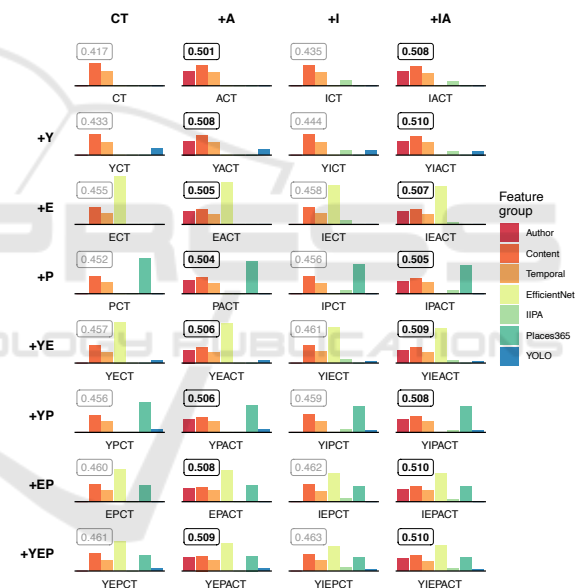 CT +A +I +IA
0.417 0.501 0.435 0.508
CT ACT ICT IACT
+Y
0.433 0.508 0.444 0.510
YCT YACT YICT YIACT
+E
0.455 0.505 0.458 0.507
ECT EACT IECT IEACT
+P
0.452 0.504 0.456 0.505
PCT PACT IPCT IPACT
+YE
0.457 0.506 0.461 0.509
YECT YEACT YIECT YIEACT
+YP
0.456 0.506 0.459 0.508
YPCT YPACT YIPCT YIPACT
+EP
0.460 0.508 0.462 0.510
EPCT EPACT IEPCT IEPACT
+YEP
0.461 0.509 0.463 0.510
YEPCT YEPACT YIEPCT YIEPACT
Feature
group
Author
Content
Temporal
EfficientNet
IIPA
Places365
YOLO
PRESS
OLOGY PUBLICATIONS